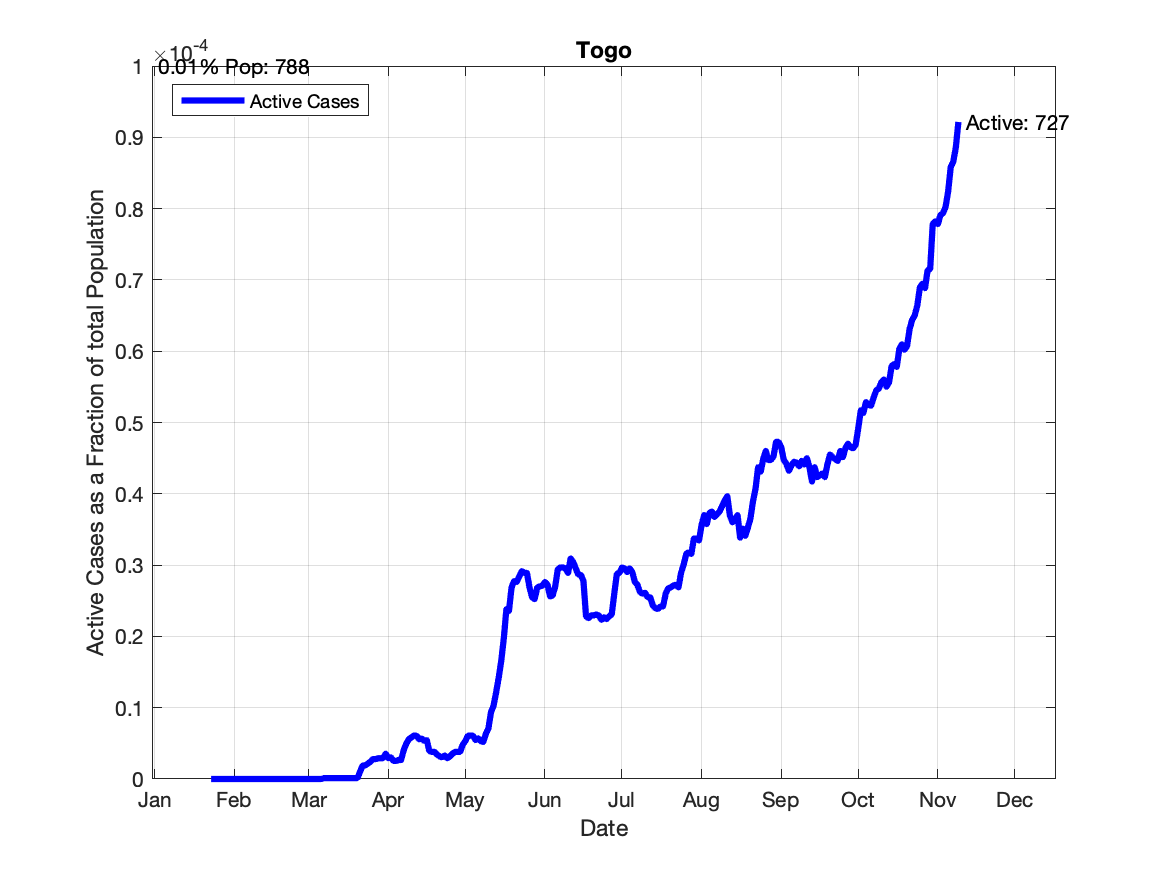 Togo
×10-4
0.01% Pop: 788
Active Cases
Active: 727
1
0.9
0.8
0.7
0.6
0.5
0.4
0.3
0.2
0.1
0
Active Cases as a Fraction of total Population
Jan Feb Mar Apr May Jun Jul Aug Sep Oct Nov Dec
Date